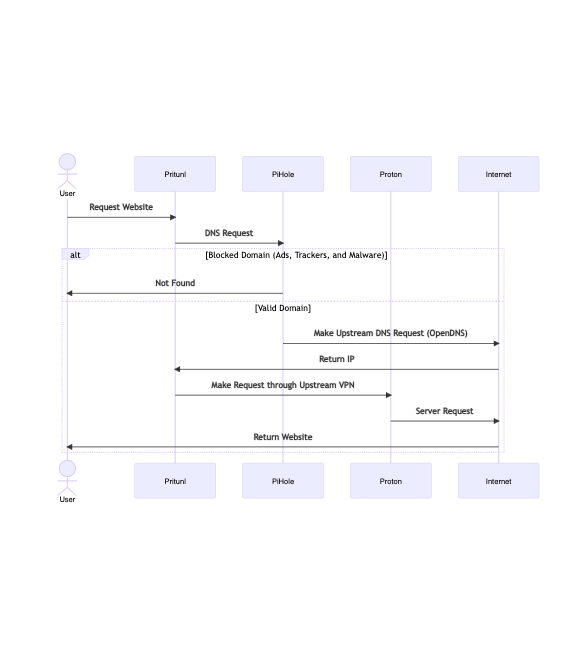 Pritunl PiHole Proton Internet
User
Request Website
DNS Request
alt [Blocked Domain (Ads, Trackers, and Malware)]
Not Found
[Valid Domain]
Make Upstream DNS Request (OpenDNS)
Return IP
Make Request through Upstream VPN
Server Request
Return Website
Pritunl PiHole Proton Internet
User